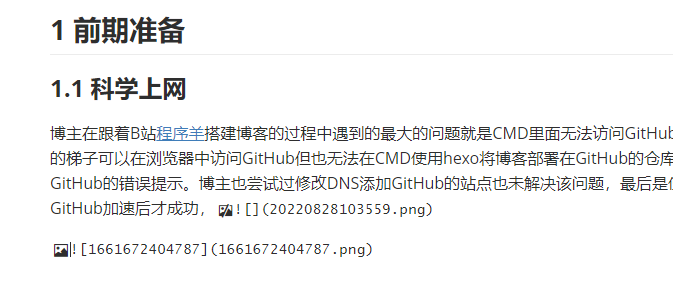 1 前期准备
1.1 科学上网
博主在跟着B站程序羊搭建博客的过程中遇到的最大的问题就是CMD里面无法访问GitHub
的梯子可以在浏览器中访问GitHub但也无法在CMD使用hexo将博客部署在GitHub的仓库
GitHub的错误提示。博主也尝试过修改DNS添加GitHub的站点也未解决该问题，最后是
GitHub加速后才成功， ![](20220828103559.png)
![1661672404787](1661672404787.png)